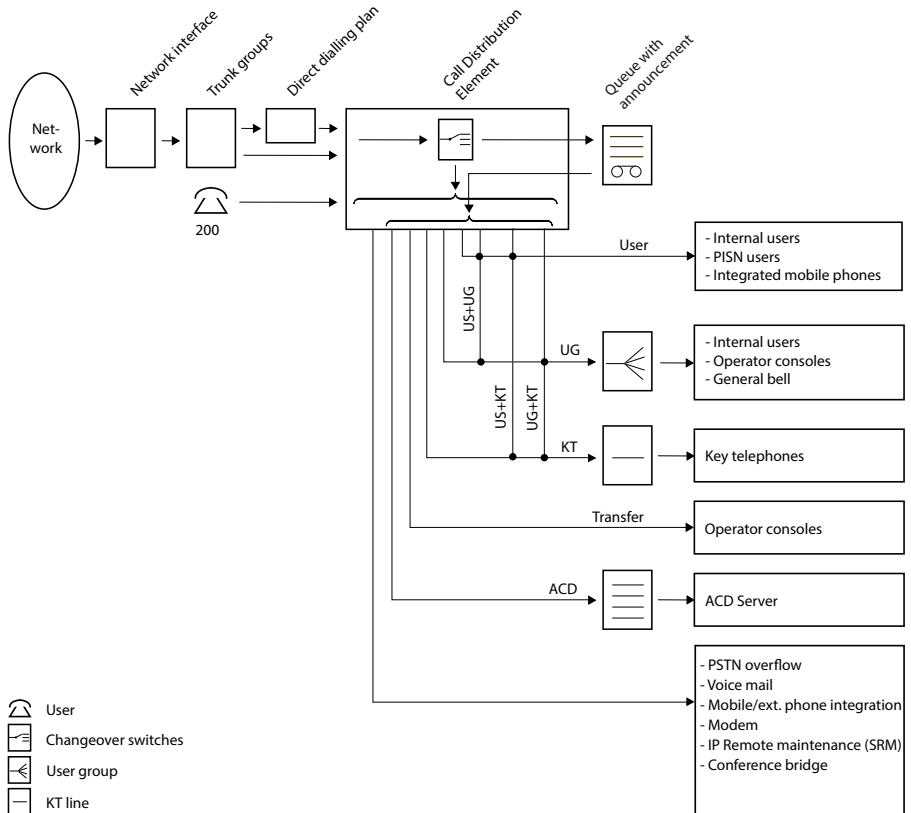 Network interface
Trunk groups
Direct dialling plan
Call Distribution
Element
Queue with
announcement
Net-
work
200
User
- Internal users
- PISN users
- Integrated mobile phones
US+UG
UG
- Internal users
- Operator consoles
- General bell
US+KT
UG+KT
KT
Key telephones
Transfer
Operator consoles
ACD
ACD Server
- PSTN overflow
- Voice mail
- Mobile/ext. phone integration
- Modem
- IP Remote maintenance (SRM)
- Conference bridge
User
Changeover switches
User group
KT line